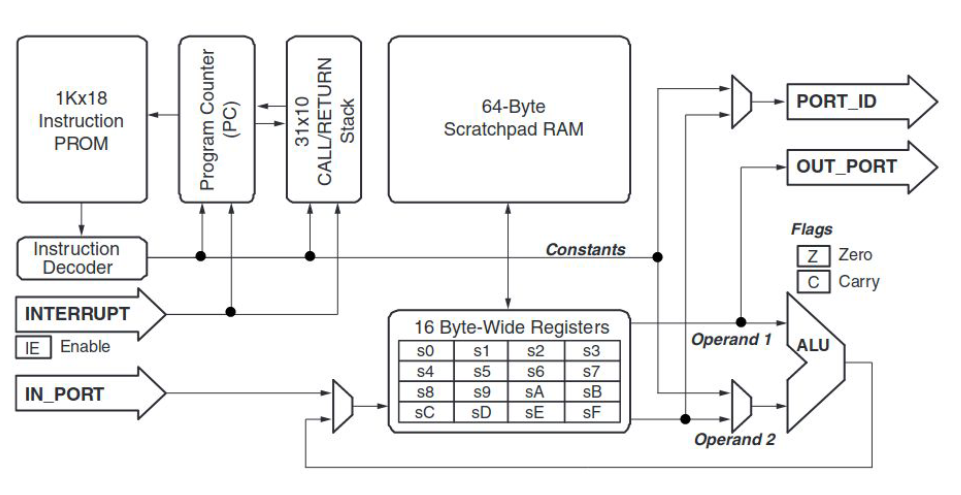 1Kx18
Instruction
PROM
Program Counter
(PC)
31x10
CALL/RETURN
Stack
64-Byte
Scratchpad RAM
PORT_ID
OUT_PORT
Instruction
Decoder
Constants
Flags
Z Zero
C Carry
INTERRUPT
IE Enable
16 Byte-Wide Registers
s0 s1 s2 s3
s4 s5 s6 s7
s8 s9 sA sB
sC sD sE sF
Operand 1
ALU
IN_PORT
Operand 2